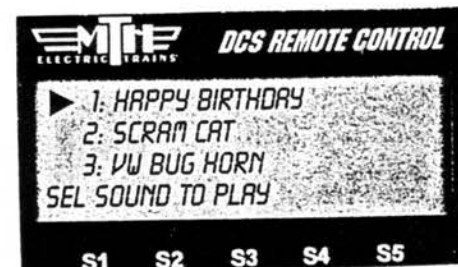 MTH DCS REMOTE CONTROL
ELECTRIC TRAINS
1: HAPPY BIRTHDAY
2: SCRAM CAT
3: VW BUG HORN
SEL SOUND TO PLAY
S1 S2 S3 S4 S5